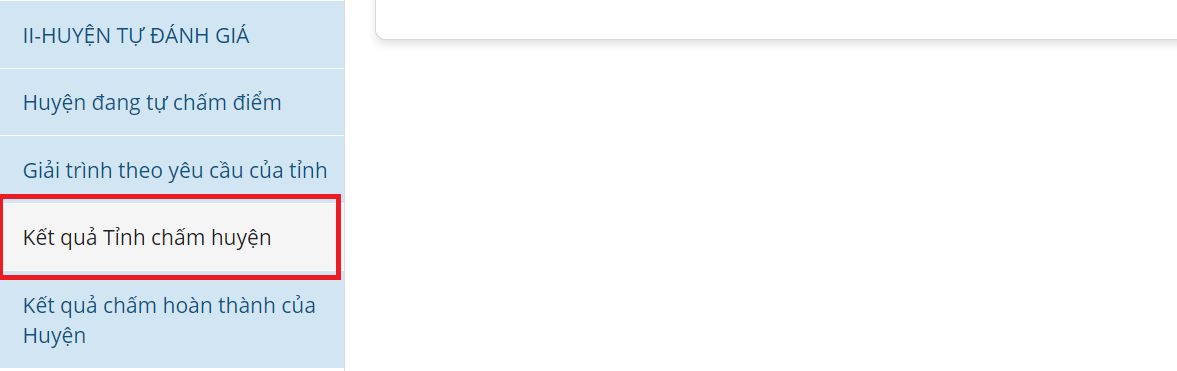 II-HUYỆN TỰ ĐÁNH GIÁ
Huyện đang tự chấm điểm
Giải trình theo yêu cầu của tỉnh
Kết quả Tỉnh chấm huyện
Kết quả chấm hoàn thành của
Huyện